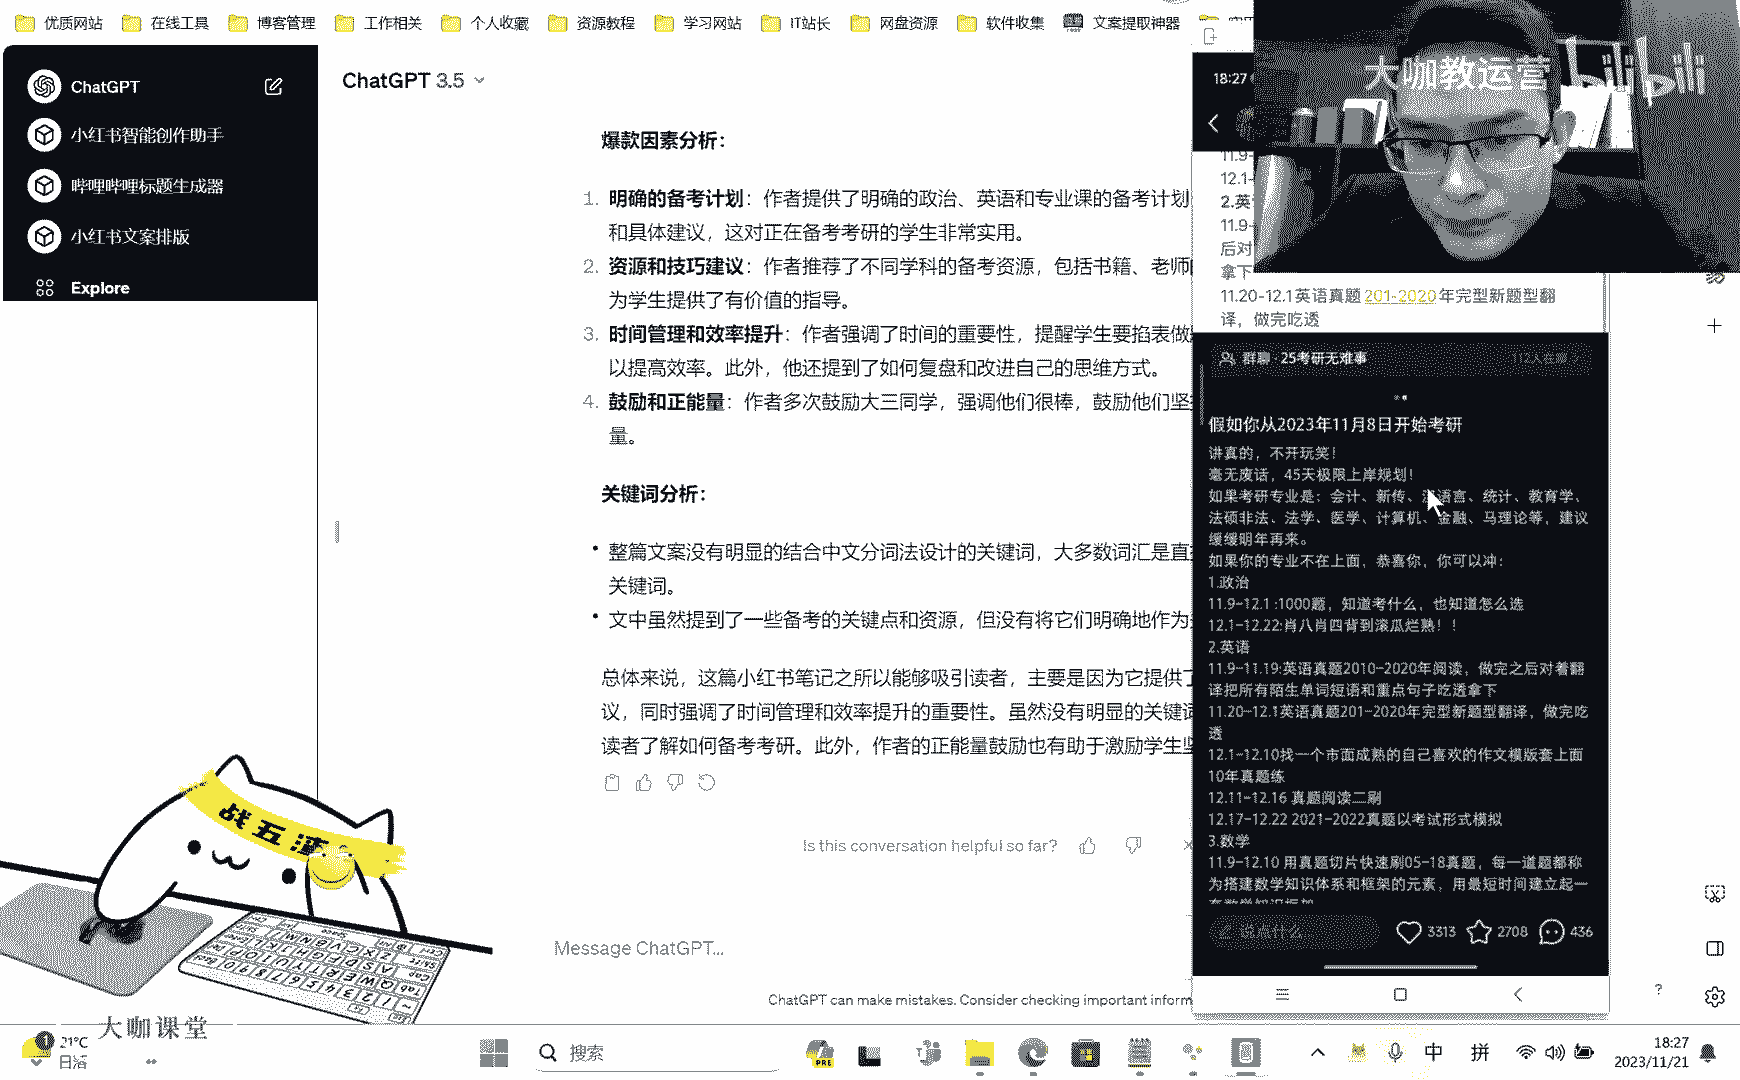 优质网站
在线工具
博客管理
工作相关
个人收藏
资源教程
学习网站
IT站长
网盘资源
软件收集
文案提取神器
ChatGPT
小红书智能创作助手
哔哩哔哩标题生成器
小红书文案排版
Explore
ChatGPT 3.5
爆款因素分析：
1. 明确的备考计划：作者提供了明确的政治、英语和专业课的备考计划
和具体建议，这对正在备考考研的学生非常实用。
2. 资源和技巧建议：作者推荐了不同学科的备考资源，包括书籍、老师
为学生提供了有价值的指导。
3. 时间管理和效率提升：作者强调了时间的重要性，提醒学生要掐表做
以提高效率。此外，他还提到了如何复盘和改进自己的思维方式。
4. 鼓励和正能量：作者多次鼓励大三同学，强调他们很棒，鼓励他们坚
量。
关键词分析：
• 整篇文案没有明显的结合中文分词法设计的关键词，大多数词汇是直
关键词。
• 文中虽然提到了一些备考的关键点和资源，但没有将它们明确地作为
总体来说，这篇小红书笔记之所以能够吸引读者，主要是因为它提供了
议，同时强调了时间管理和效率提升的重要性。虽然没有明显的关键词
读者了解如何备考考研。此外，作者的正能量鼓励也有助于激励学生坚
Is this conversation helpful so far?
Message ChatGPT...
ChatGPT can make mistakes. Consider checking important inform
18:27
大咖教运营
bilibili
11.9-
12.1-
2.英
11.9-
后对
拿下
11.20-12.1英语真题201-2020年完型新题型翻
译，做完吃透
群聊·25考研无难事
112人在聊
假如你从2023年11月8日开始考研
讲真的，不开玩笑！
毫无废话，45天极限上岸规划！
如果考研专业是：会计、新传、汉语言、统计、教育学、
法硕非法、法学、医学、计算机、金融、马理论等，建议
缓缓明年再来。
如果你的专业不在上面，恭喜你，你可以冲：
1.政治
11.9-12.1 :1000题，知道考什么，也知道怎么选
12.1-12.22:肖八肖四背到滚瓜烂熟！！
2.英语
11.9-11.19:英语真题2010-2020年阅读，做完之后对着翻
译把所有陌生单词短语和重点句子吃透拿下
11.20-12.1英语真题201-2020年完型新题型翻译，做完吃
透
12.1-12.10找一个市面成熟的自己喜欢的作文模版套上面
10年真题练
12.11-12.16 真题阅读二刷
12.17-12.22 2021-2022真题以考试形式模拟
3.数学
11.9-12.10 用真题切片快速刷05-18真题，每一道题都称
为搭建数学知识体系和框架的元素，用最短时间建立起一
说点什么
3313
2708
436
战五渣
大咖课堂
21°C
日活
搜索
PRE
中
拼
18:27
2023/11/21